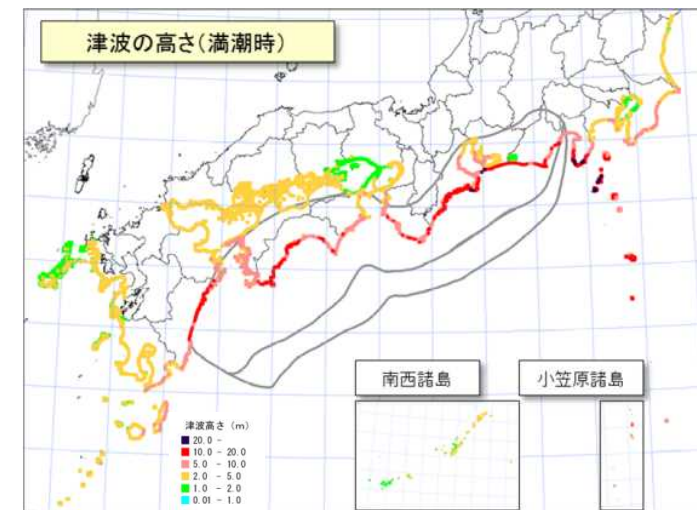 津波の高さ(満潮時)
南西諸島
小笠原諸島
津波高さ (m)
20.0 -
10.0 - 20.0
5.0 - 10.0
2.0 - 5.0
1.0 - 2.0
0.01 - 1.0